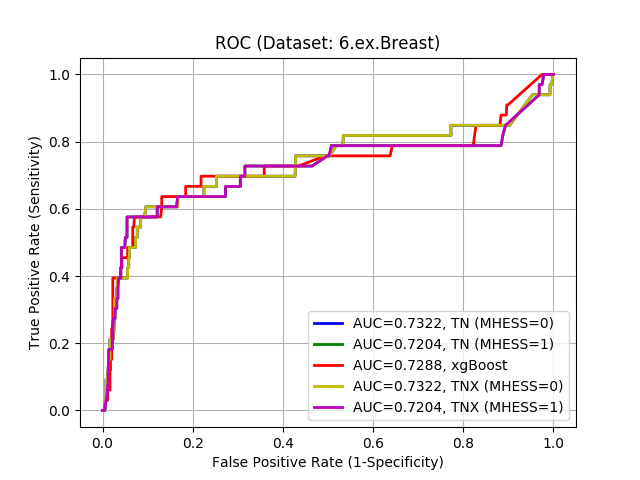 ROC (Dataset: 6.ex.Breast)
True Positive Rate (Sensitivity)
1.0
0.8
0.6
0.4
0.2
0.0
AUC=0.7322, TN (MHESS=0)
AUC=0.7204, TN (MHESS=1)
AUC=0.7288, xgBoost
AUC=0.7322, TNX (MHESS=0)
AUC=0.7204, TNX (MHESS=1)
0.0 0.2 0.4 0.6 0.8 1.0
False Positive Rate (1-Specificity)